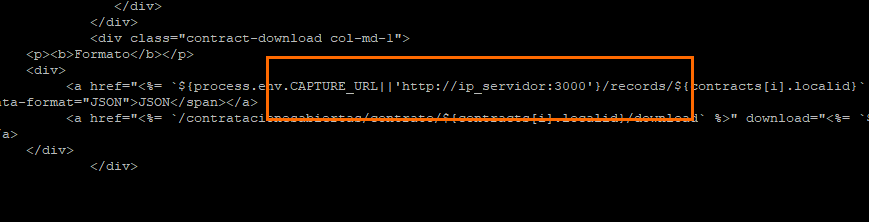 </div>
</div>
<div class="contract-download col-md-1">
<p><b>Formato</b></p>
<div>
<a href="<%= `${process.env.CAPTURE_URL||'http://ip_servidor:3000'}/records/${contracts[i].localid}`
ata-format="JSON">JSON</span></a>
<a href="<%= `/contratacionesabiertas/contrato/${contracts[i].localid}/download` %>" download="<%= `$
/a>
</div>
</div>